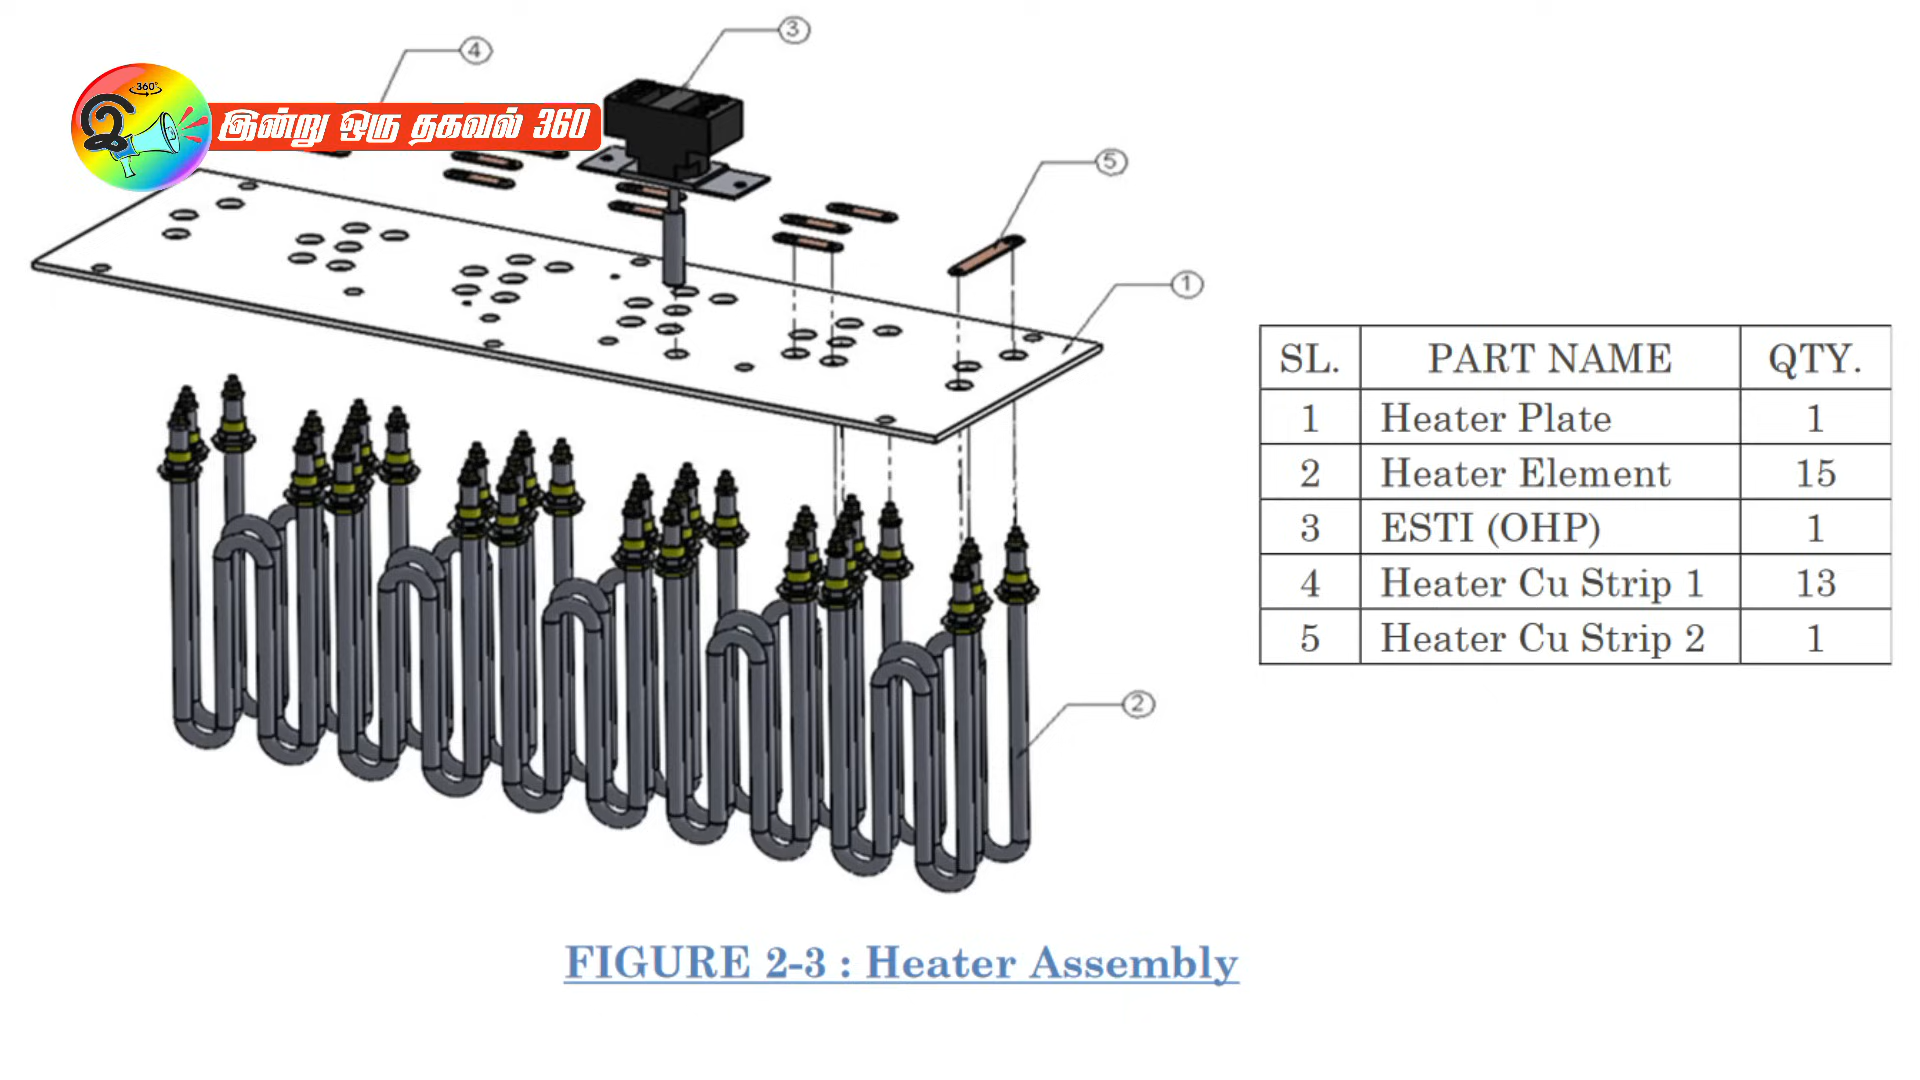 4
3
360°
இ
இன்று ஒரு தகவல் 360
5
1
2
SL. PART NAME QTY.
1 Heater Plate 1
2 Heater Element 15
3 ESTI (OHP) 1
4 Heater Cu Strip 1 13
5 Heater Cu Strip 2 1
FIGURE 2-3 : Heater Assembly